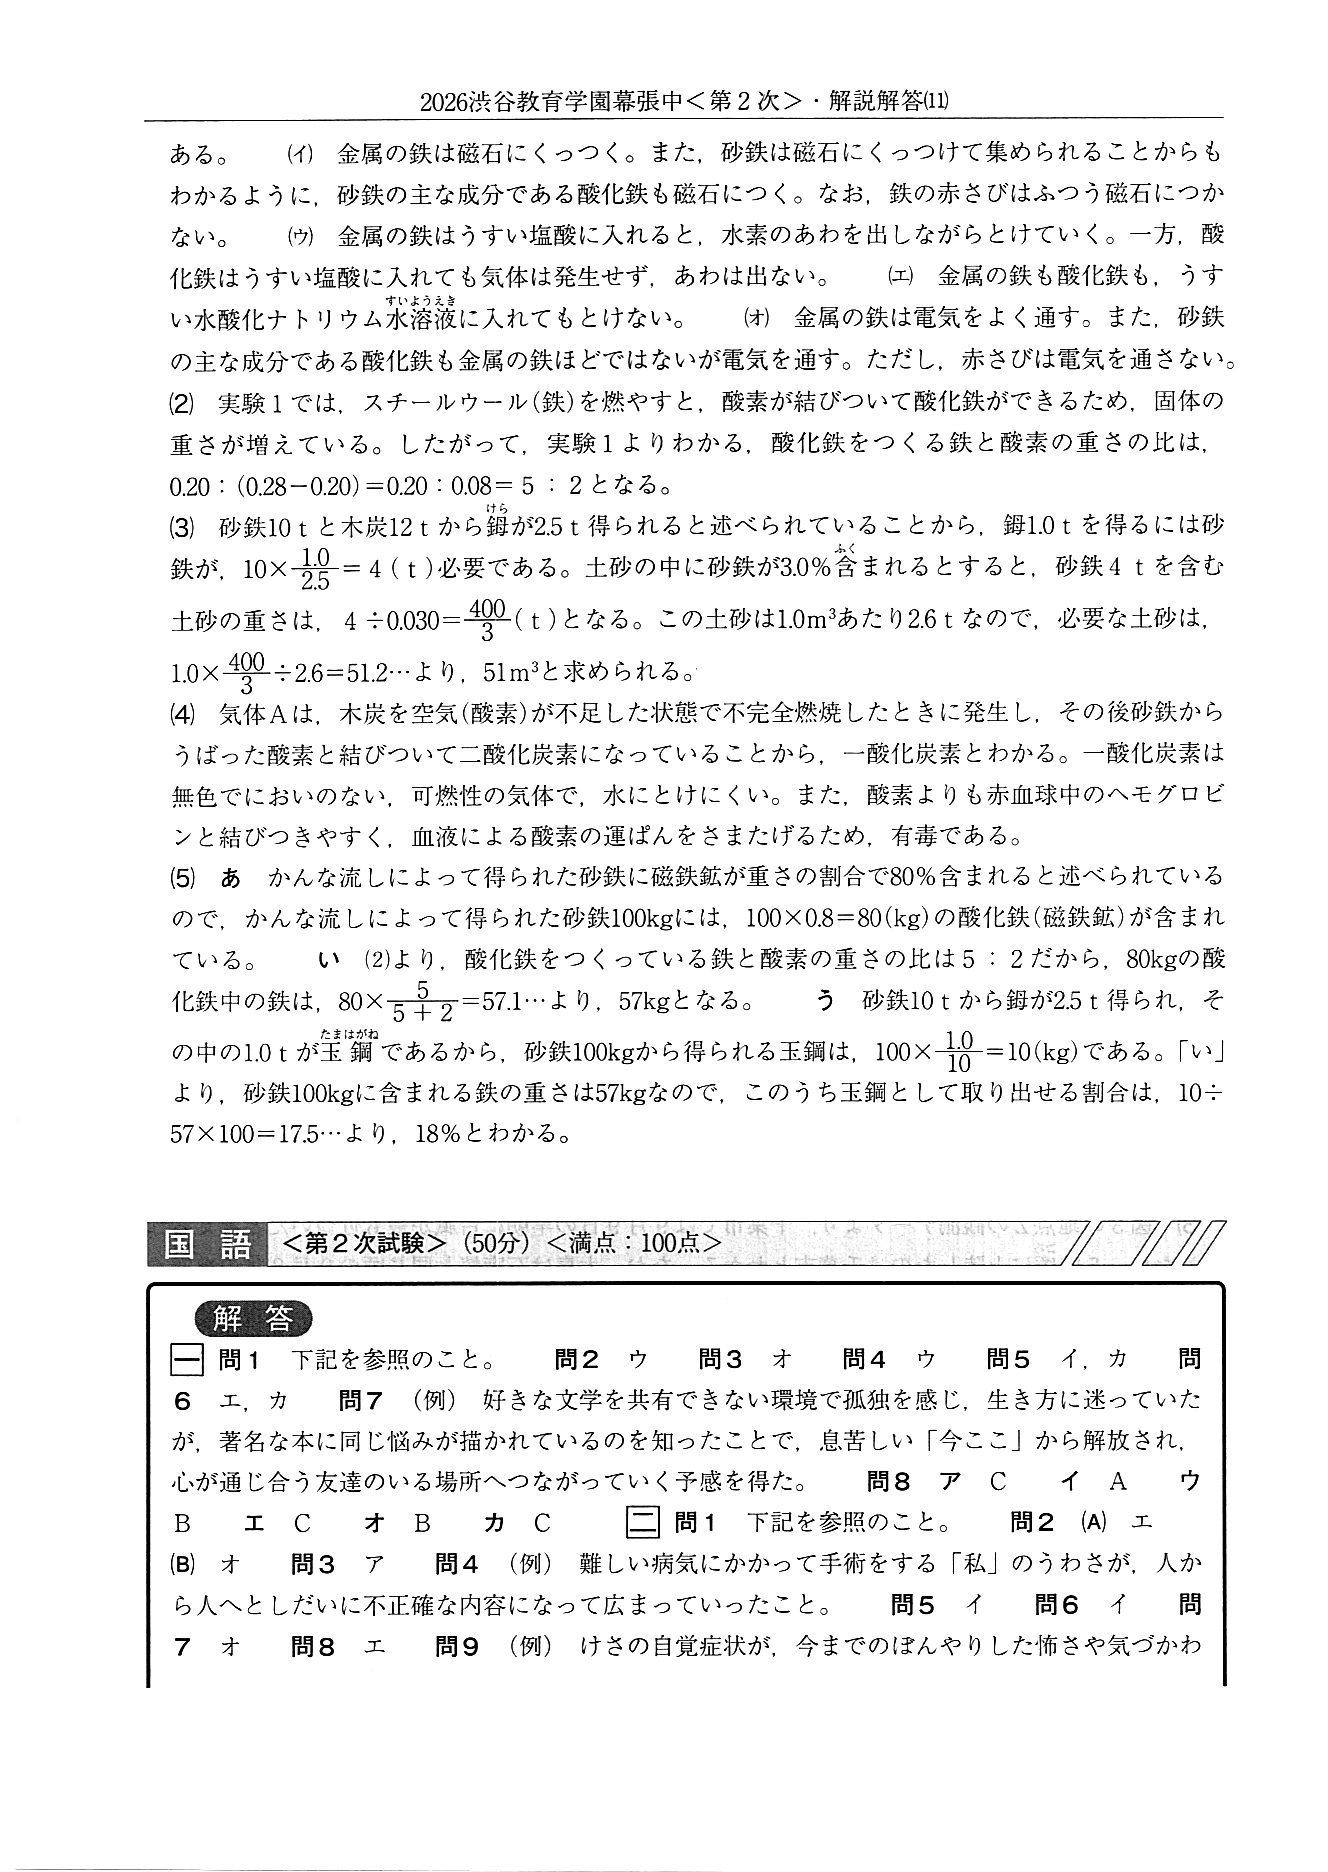 2026渋谷教育学園幕張中＜第２次＞・解説解答⑾
ある。　(イ)　金属の鉄は磁石にくっつく。また，砂鉄は磁石にくっつけて集められることからも
わかるように，砂鉄の主な成分である酸化鉄も磁石につく。なお，鉄の赤さびはふつう磁石につか
ない。　(ウ)　金属の鉄はうすい塩酸に入れると，水素のあわを出しながらとけていく。一方，酸
化鉄はうすい塩酸に入れても気体は発生せず，あわは出ない。　(エ)　金属の鉄も酸化鉄も，うす
い水酸化ナトリウム水溶液に入れてもとけない。　(オ)　金属の鉄は電気をよく通す。また，砂鉄
の主な成分である酸化鉄も金属の鉄ほどではないが電気を通す。ただし，赤さびは電気を通さない。
(2)　実験１では，スチールウール(鉄)を燃やすと，酸素が結びついて酸化鉄ができるため，固体の
重さが増えている。したがって，実験１よりわかる，酸化鉄をつくる鉄と酸素の重さの比は，
0.20：(0.28−0.20)＝0.20：0.08＝５：２となる。
(3)　砂鉄10ｔと木炭12ｔから鉧が2.5ｔ得られると述べられていることから，鉧1.0ｔを得るには砂
鉄が，10×1.0/2.5＝４(ｔ)必要である。土砂の中に砂鉄が3.0%含まれるとすると，砂鉄４ｔを含む
土砂の重さは，４÷0.030＝400/3(ｔ)となる。この土砂は1.0m³あたり2.6ｔなので，必要な土砂は，
1.0×400/3÷2.6＝51.2…より，51m³と求められる。
(4)　気体Ａは，木炭を空気(酸素)が不足した状態で不完全燃焼したときに発生し，その後砂鉄から
うばった酸素と結びついて二酸化炭素になっていることから，一酸化炭素とわかる。一酸化炭素は
無色でにおいのない，可燃性の気体で，水にとけにくい。また，酸素よりも赤血球中のヘモグロビ
ンと結びつきやすく，血液による酸素の運ぱんをさまたげるため，有毒である。
(5)　あ　かんな流しによって得られた砂鉄に磁鉄鉱が重さの割合で80%含まれると述べられている
ので，かんな流しによって得られた砂鉄100kgには，100×0.8＝80(kg)の酸化鉄(磁鉄鉱)が含まれ
ている。　い　(2)より，酸化鉄をつくっている鉄と酸素の重さの比は５：２だから，80kgの酸
化鉄中の鉄は，80×5/(5＋2)＝57.1…より，57kgとなる。　う　砂鉄10ｔから鉧が2.5ｔ得られ，そ
の中の1.0ｔが玉鋼であるから，砂鉄100kgから得られる玉鋼は，100×1.0/10＝10(kg)である。「い」
より，砂鉄100kgに含まれる鉄の重さは57kgなので，このうち玉鋼として取り出せる割合は，10÷
57×100＝17.5…より，18%とわかる。
国語　＜第２次試験＞（50分）＜満点：100点＞
解答
一　問１　下記を参照のこと。　問２　ウ　問３　オ　問４　ウ　問５　イ，カ　問
６　エ，カ　問７　（例）　好きな文学を共有できない環境で孤独を感じ，生き方に迷っていた
が，著名な本に同じ悩みが描かれているのを知ったことで，息苦しい「今ここ」から解放され，
心が通じ合う友達のいる場所へつながっていく予感を得た。　問８　ア　Ｃ　イ　Ａ　ウ
Ｂ　エ　Ｃ　オ　Ｂ　カ　Ｃ　二　問１　下記を参照のこと。　問２　(A)　エ
(B)　オ　問３　ア　問４　（例）　難しい病気にかかって手術をする「私」のうわさが，人か
ら人へとしだいに不正確な内容になって広まっていったこと。　問５　イ　問６　イ　問
７　オ　問８　エ　問９　（例）　けさの自覚症状が，今までのぼんやりした怖さや気づかわ